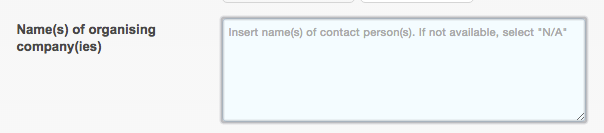 Name(s) of organising
company(ies)
Insert name(s) of contact person(s). If not available, select "N/A"